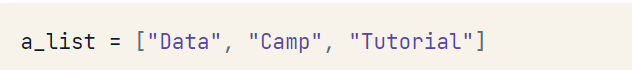 a_list = ["Data", "Camp", "Tutorial"]